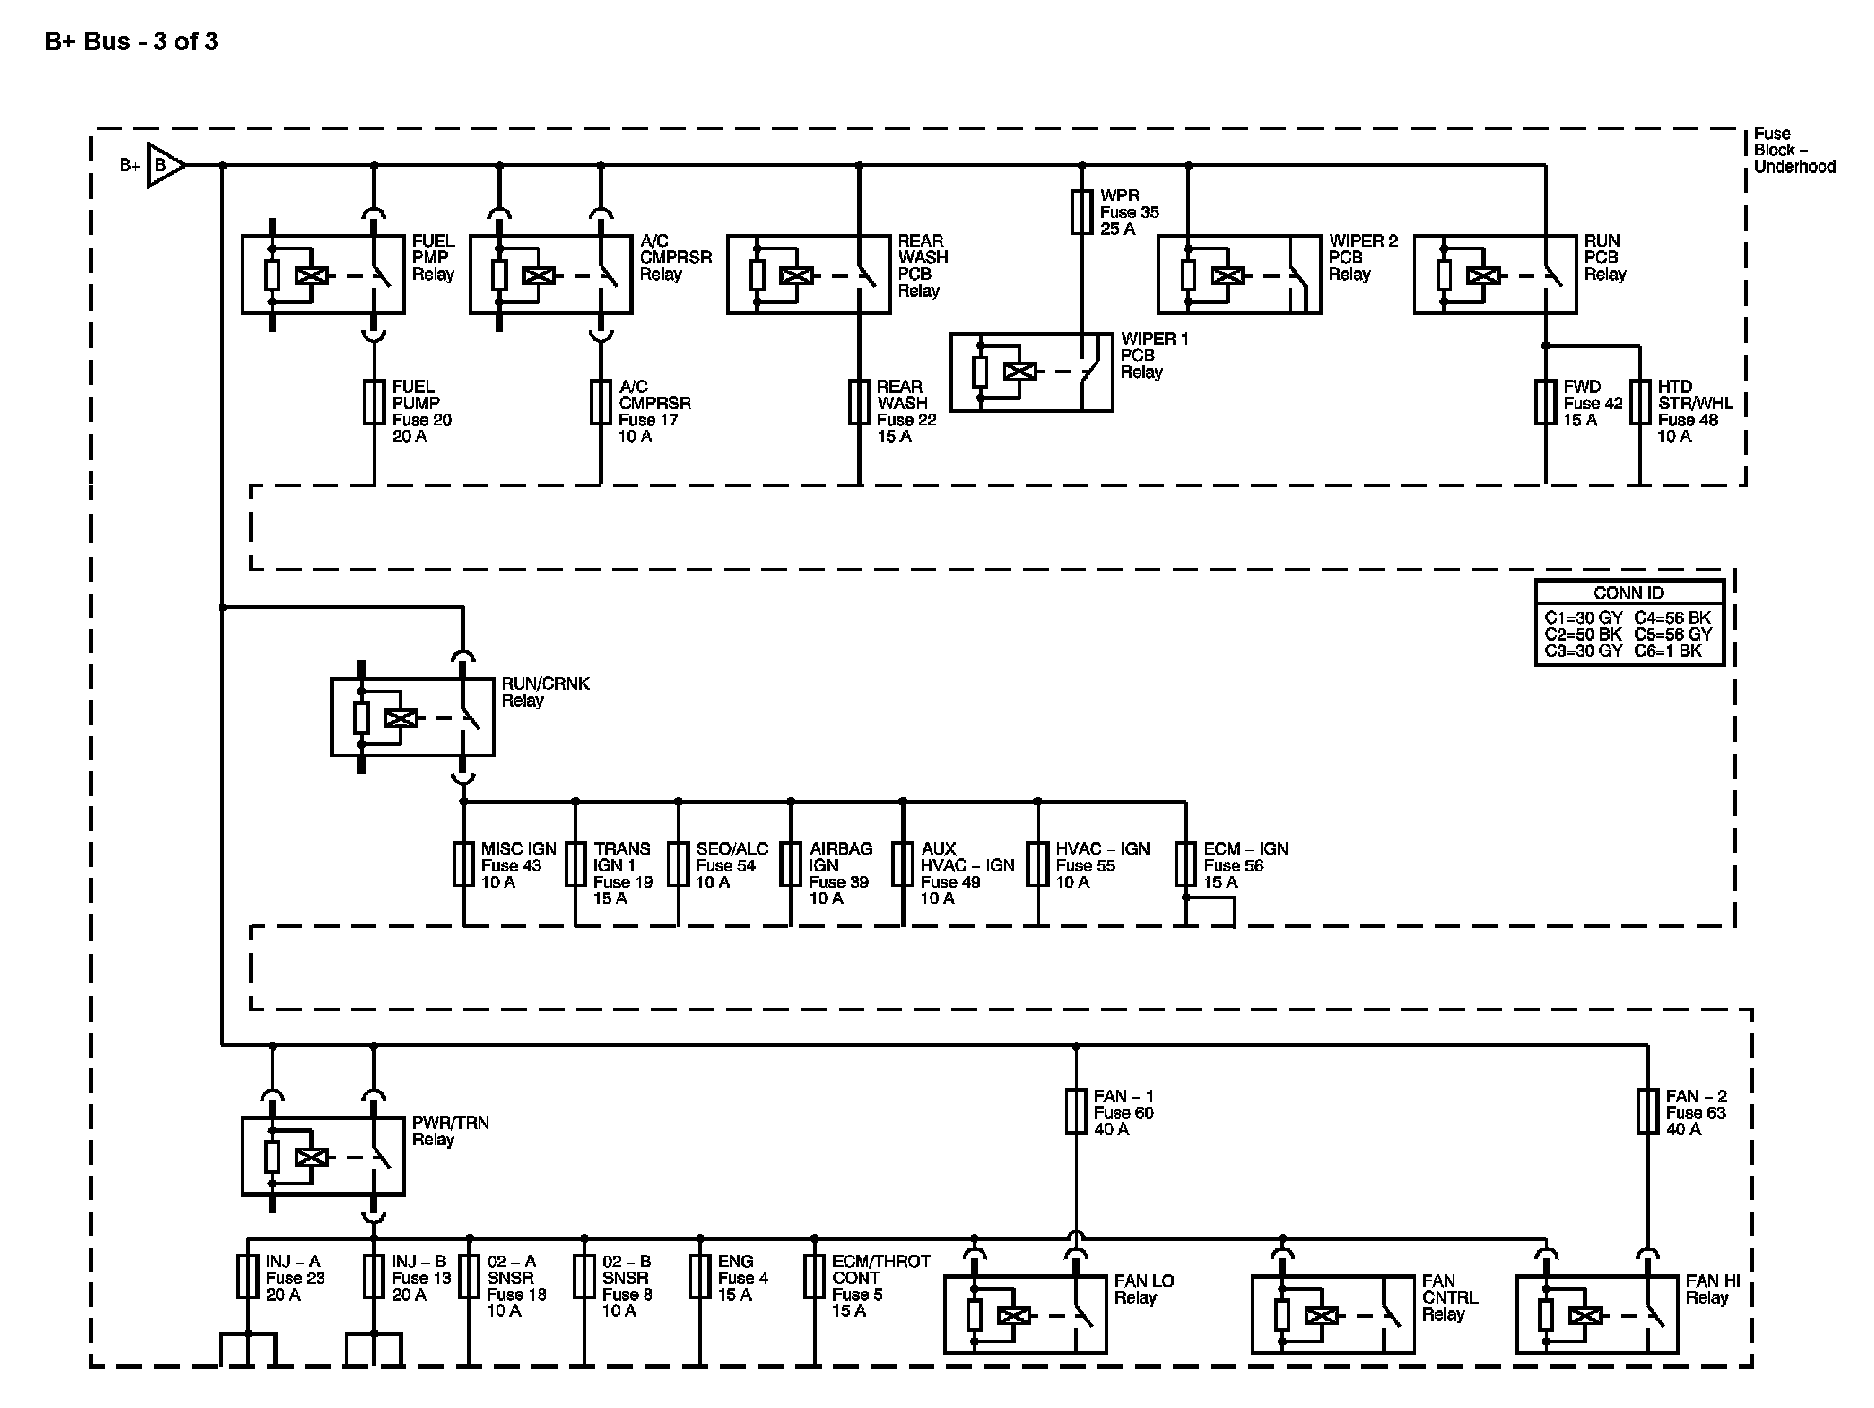 B+ Bus - 3 of 3
Fuse
Block –
Underhood
B+
B
WPR
Fuse 35
25 A
FUEL
PMP
Relay
A/C
CMPRSR
Relay
REAR
WASH
PCB
Relay
WIPER 2
PCB
Relay
RUN
PCB
Relay
WIPER 1
PCB
Relay
FUEL
PUMP
Fuse 20
20 A
A/C
CMPRSR
Fuse 17
10 A
REAR
WASH
Fuse 22
15 A
FWD
Fuse 42
15 A
HTD
STR/WHL
Fuse 48
10 A
CONN ID
C1=30 GY C4=56 BK
C2=50 BK C5=56 GY
C3=30 GY C6=1 BK
RUN/CRNK
Relay
MISC IGN
Fuse 43
10 A
TRANS
IGN 1
Fuse 19
15 A
SEO/ALC
Fuse 54
10 A
AIRBAG
IGN
Fuse 39
10 A
AUX
HVAC – IGN
Fuse 49
10 A
HVAC – IGN
Fuse 55
10 A
ECM – IGN
Fuse 56
15 A
FAN – 1
Fuse 60
40 A
FAN – 2
Fuse 63
40 A
PWR/TRN
Relay
INJ – A
Fuse 23
20 A
INJ – B
Fuse 13
20 A
02 – A
SNSR
Fuse 18
10 A
02 – B
SNSR
Fuse 8
10 A
ENG
Fuse 4
15 A
ECM/THROT
CONT
Fuse 5
15 A
FAN LO
Relay
FAN
CNTRL
Relay
FAN HI
Relay